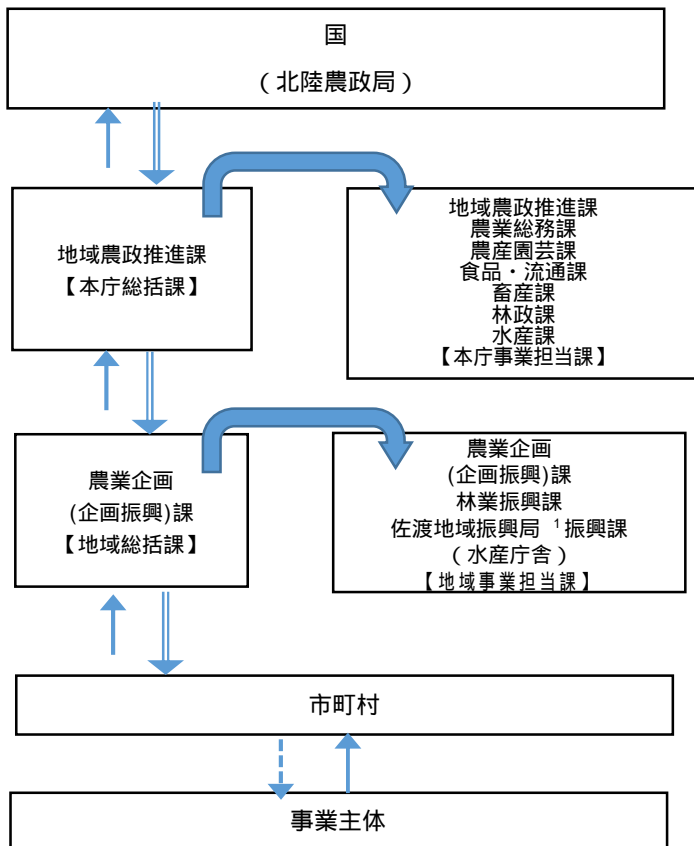 国
(北陸農政局)
地域農政推進課
【本庁総括課】
地域農政推進課
農業総務課
農産園芸課
食品・流通課
畜産課
林政課
水産課
【本庁事業担当課】
農業企画
(企画振興)課
【地域総括課】
農業企画
(企画振興)課
林業振興課
佐渡地域振興局 1振興課
(水産庁舎)
【地域事業担当課】
市町村
事業主体